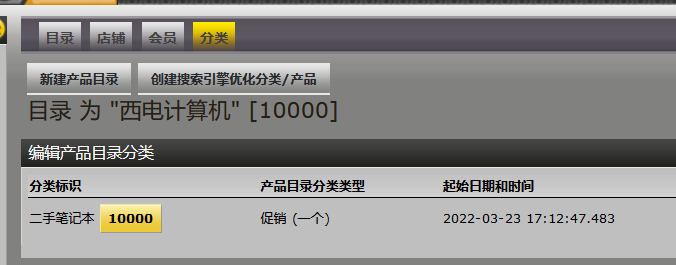 目录 店铺 会员 分类
新建产品目录 创建搜索引擎优化分类/产品
目录 为 "西电计算机" [10000]
编辑产品目录分类
分类标识 产品目录分类类型 起始日期和时间
二手笔记本 10000 促销 (一个) 2022-03-23 17:12:47.483